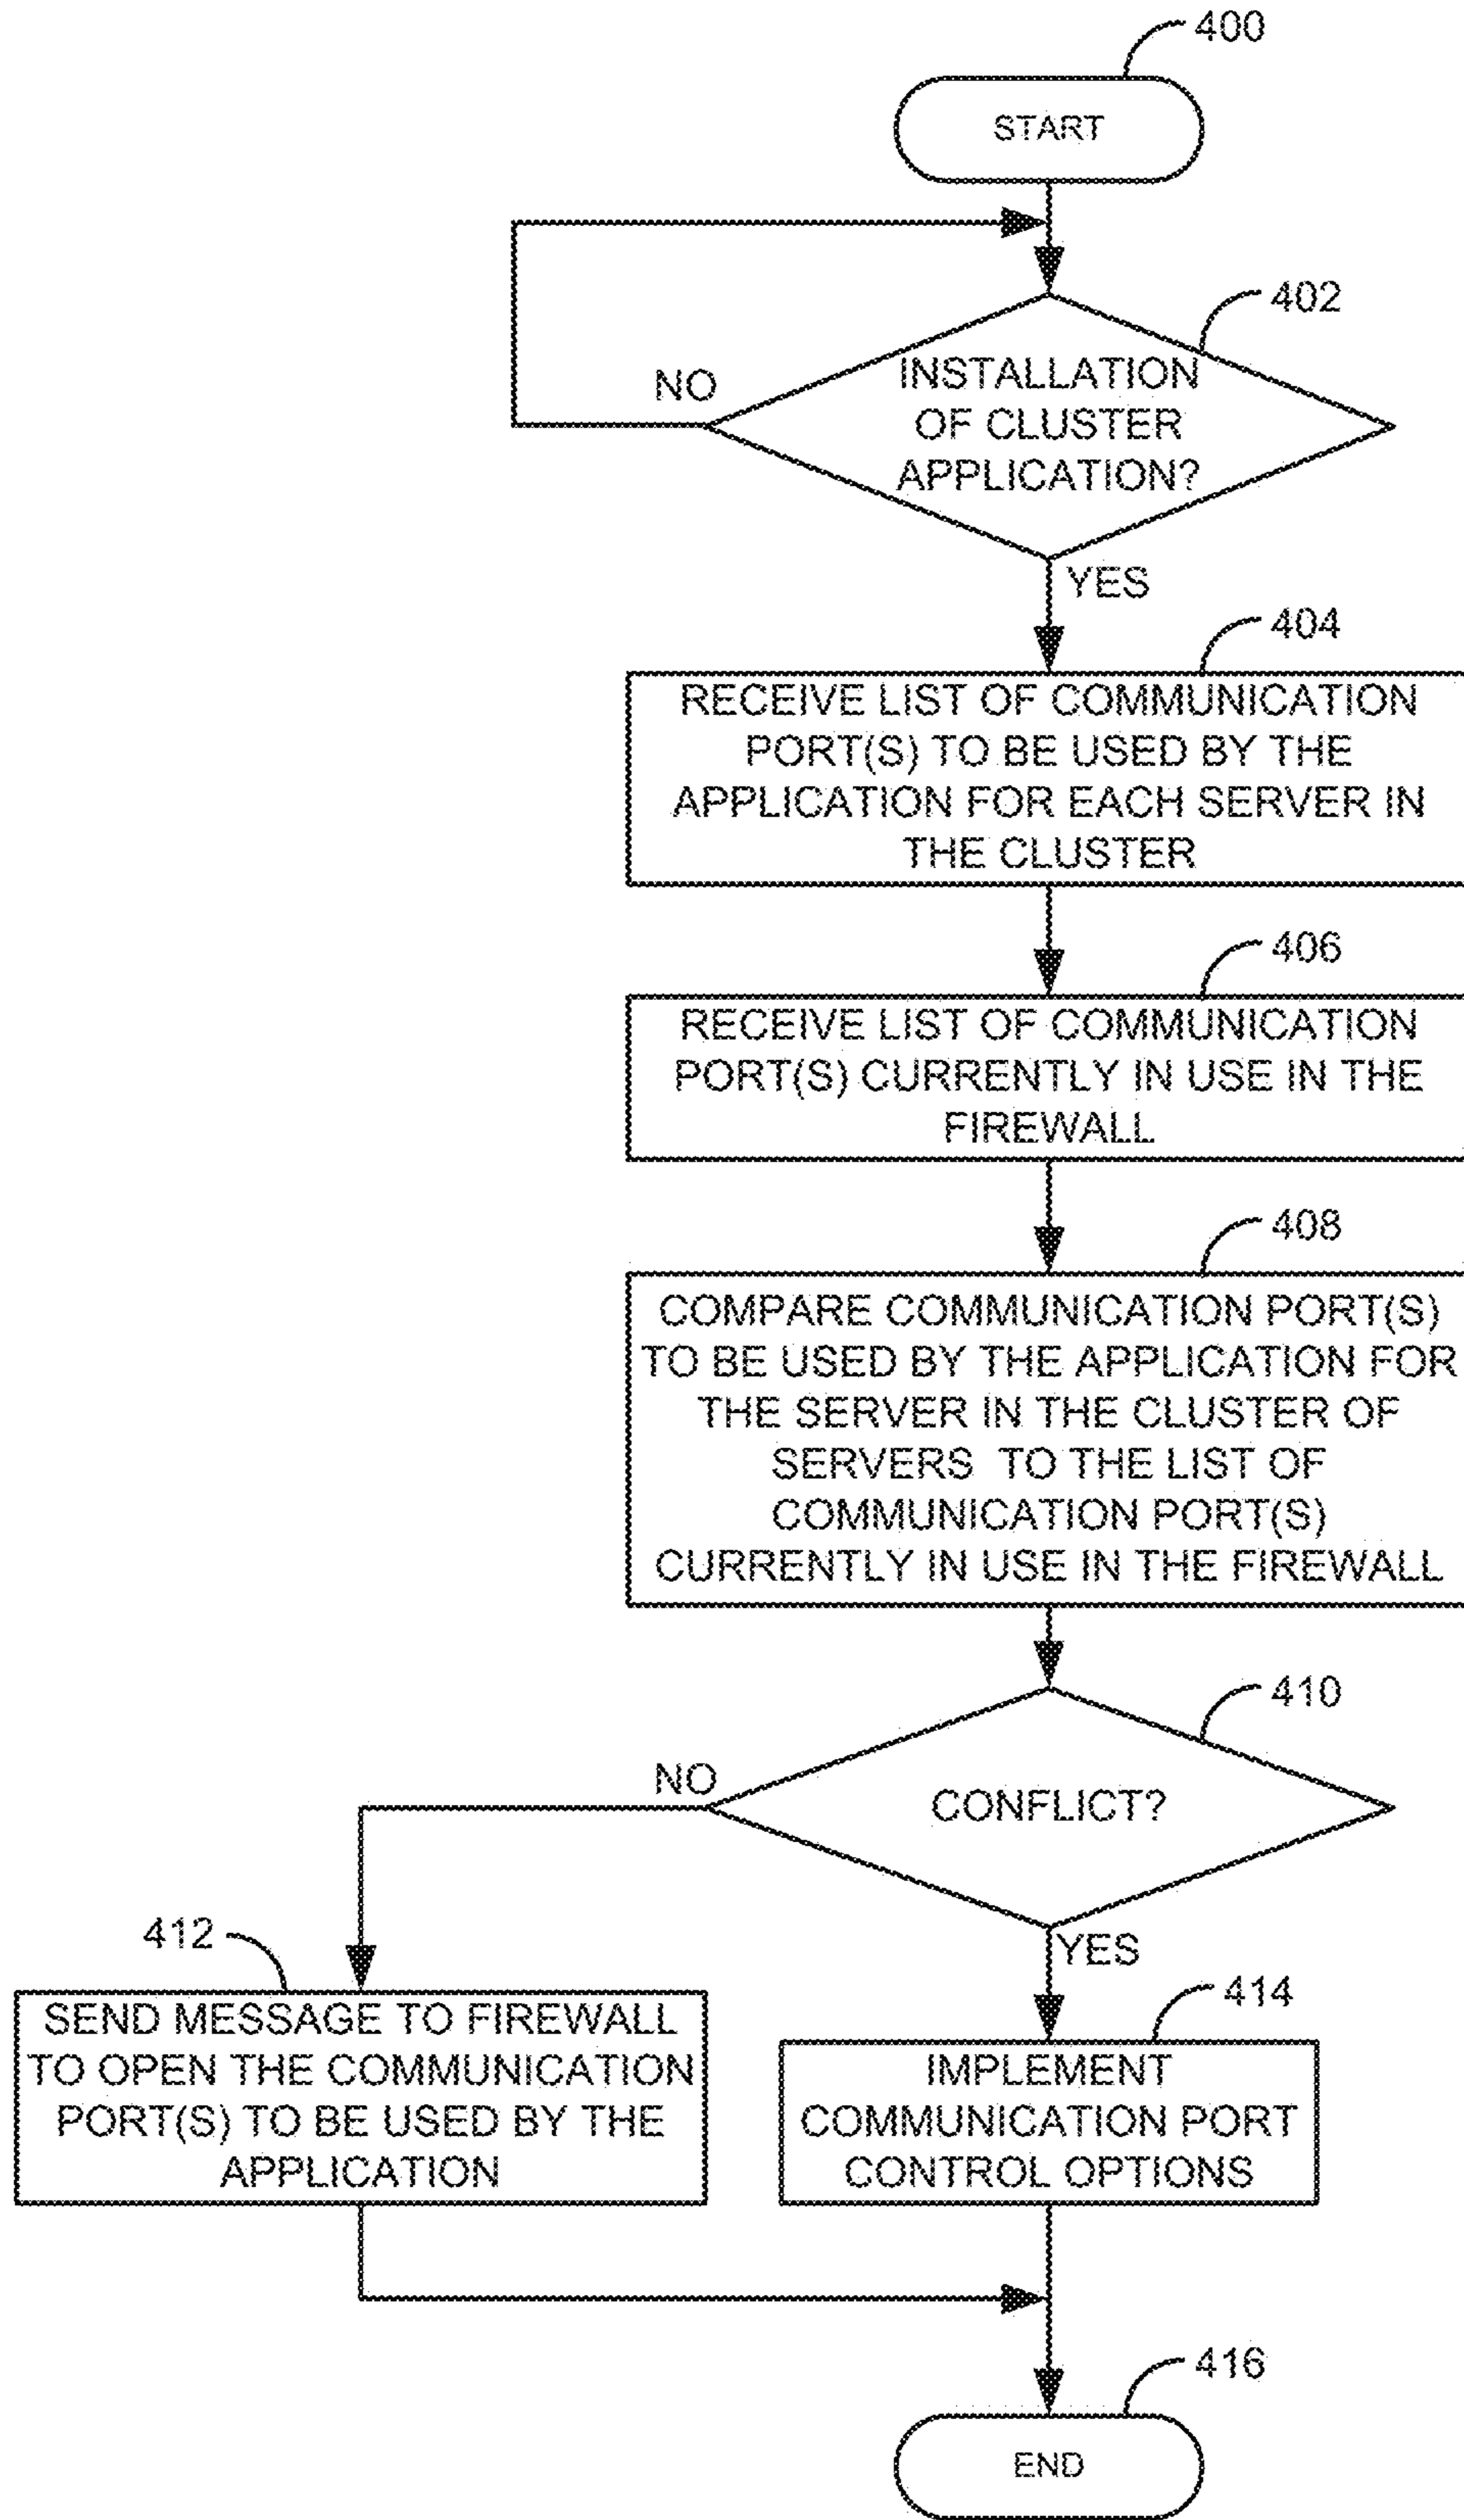 400
START
402
INSTALLATION
OF CLUSTER
APPLICATION?
NO
YES
404
RECEIVE LIST OF COMMUNICATION
PORT(S) TO BE USED BY THE
APPLICATION FOR EACH SERVER IN
THE CLUSTER
406
RECEIVE LIST OF COMMUNICATION
PORT(S) CURRENTLY IN USE IN THE
FIREWALL
408
COMPARE COMMUNICATION PORT(S)
TO BE USED BY THE APPLICATION FOR
THE SERVER IN THE CLUSTER OF
SERVERS TO THE LIST OF
COMMUNICATION PORT(S)
CURRENTLY IN USE IN THE FIREWALL
410
CONFLICT?
NO
YES
412
SEND MESSAGE TO FIREWALL
TO OPEN THE COMMUNICATION
PORT(S) TO BE USED BY THE
APPLICATION
414
IMPLEMENT
COMMUNICATION PORT
CONTROL OPTIONS
416
END